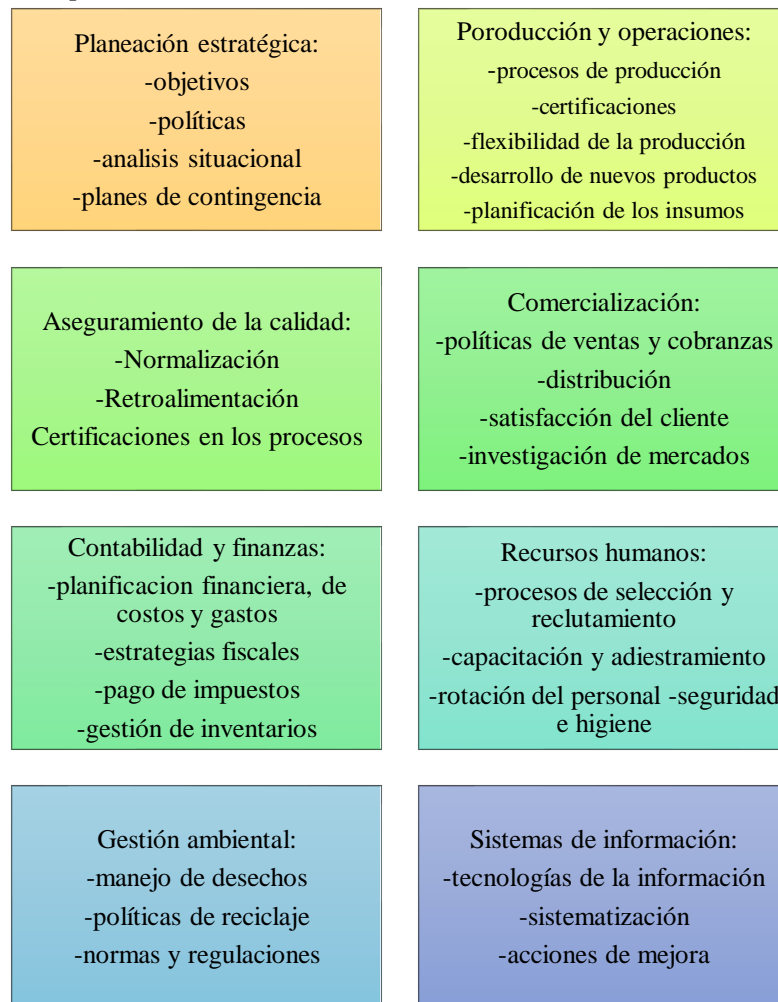 Planeación estratégica:
-objetivos
-políticas
-analisis situacional
-planes de contingencia
Poroducción y operaciones:
-procesos de producción
-certificaciones
-flexibilidad de la producción
-desarrollo de nuevos productos
-planificación de los insumos
Aseguramiento de la calidad:
-Normalización
-Retroalimentación
Certificaciones en los procesos
Comercialización:
-políticas de ventas y cobranzas
-distribución
-satisfacción del cliente
-investigación de mercados
Contabilidad y finanzas:
-planificacion financiera, de
costos y gastos
-estrategias fiscales
-pago de impuestos
-gestión de inventarios
Recursos humanos:
-procesos de selección y
reclutamiento
-capacitación y adiestramiento
-rotación del personal -seguridad
e higiene
Gestión ambiental:
-manejo de desechos
-políticas de reciclaje
-normas y regulaciones
Sistemas de información:
-tecnologías de la información
-sistematización
-acciones de mejora